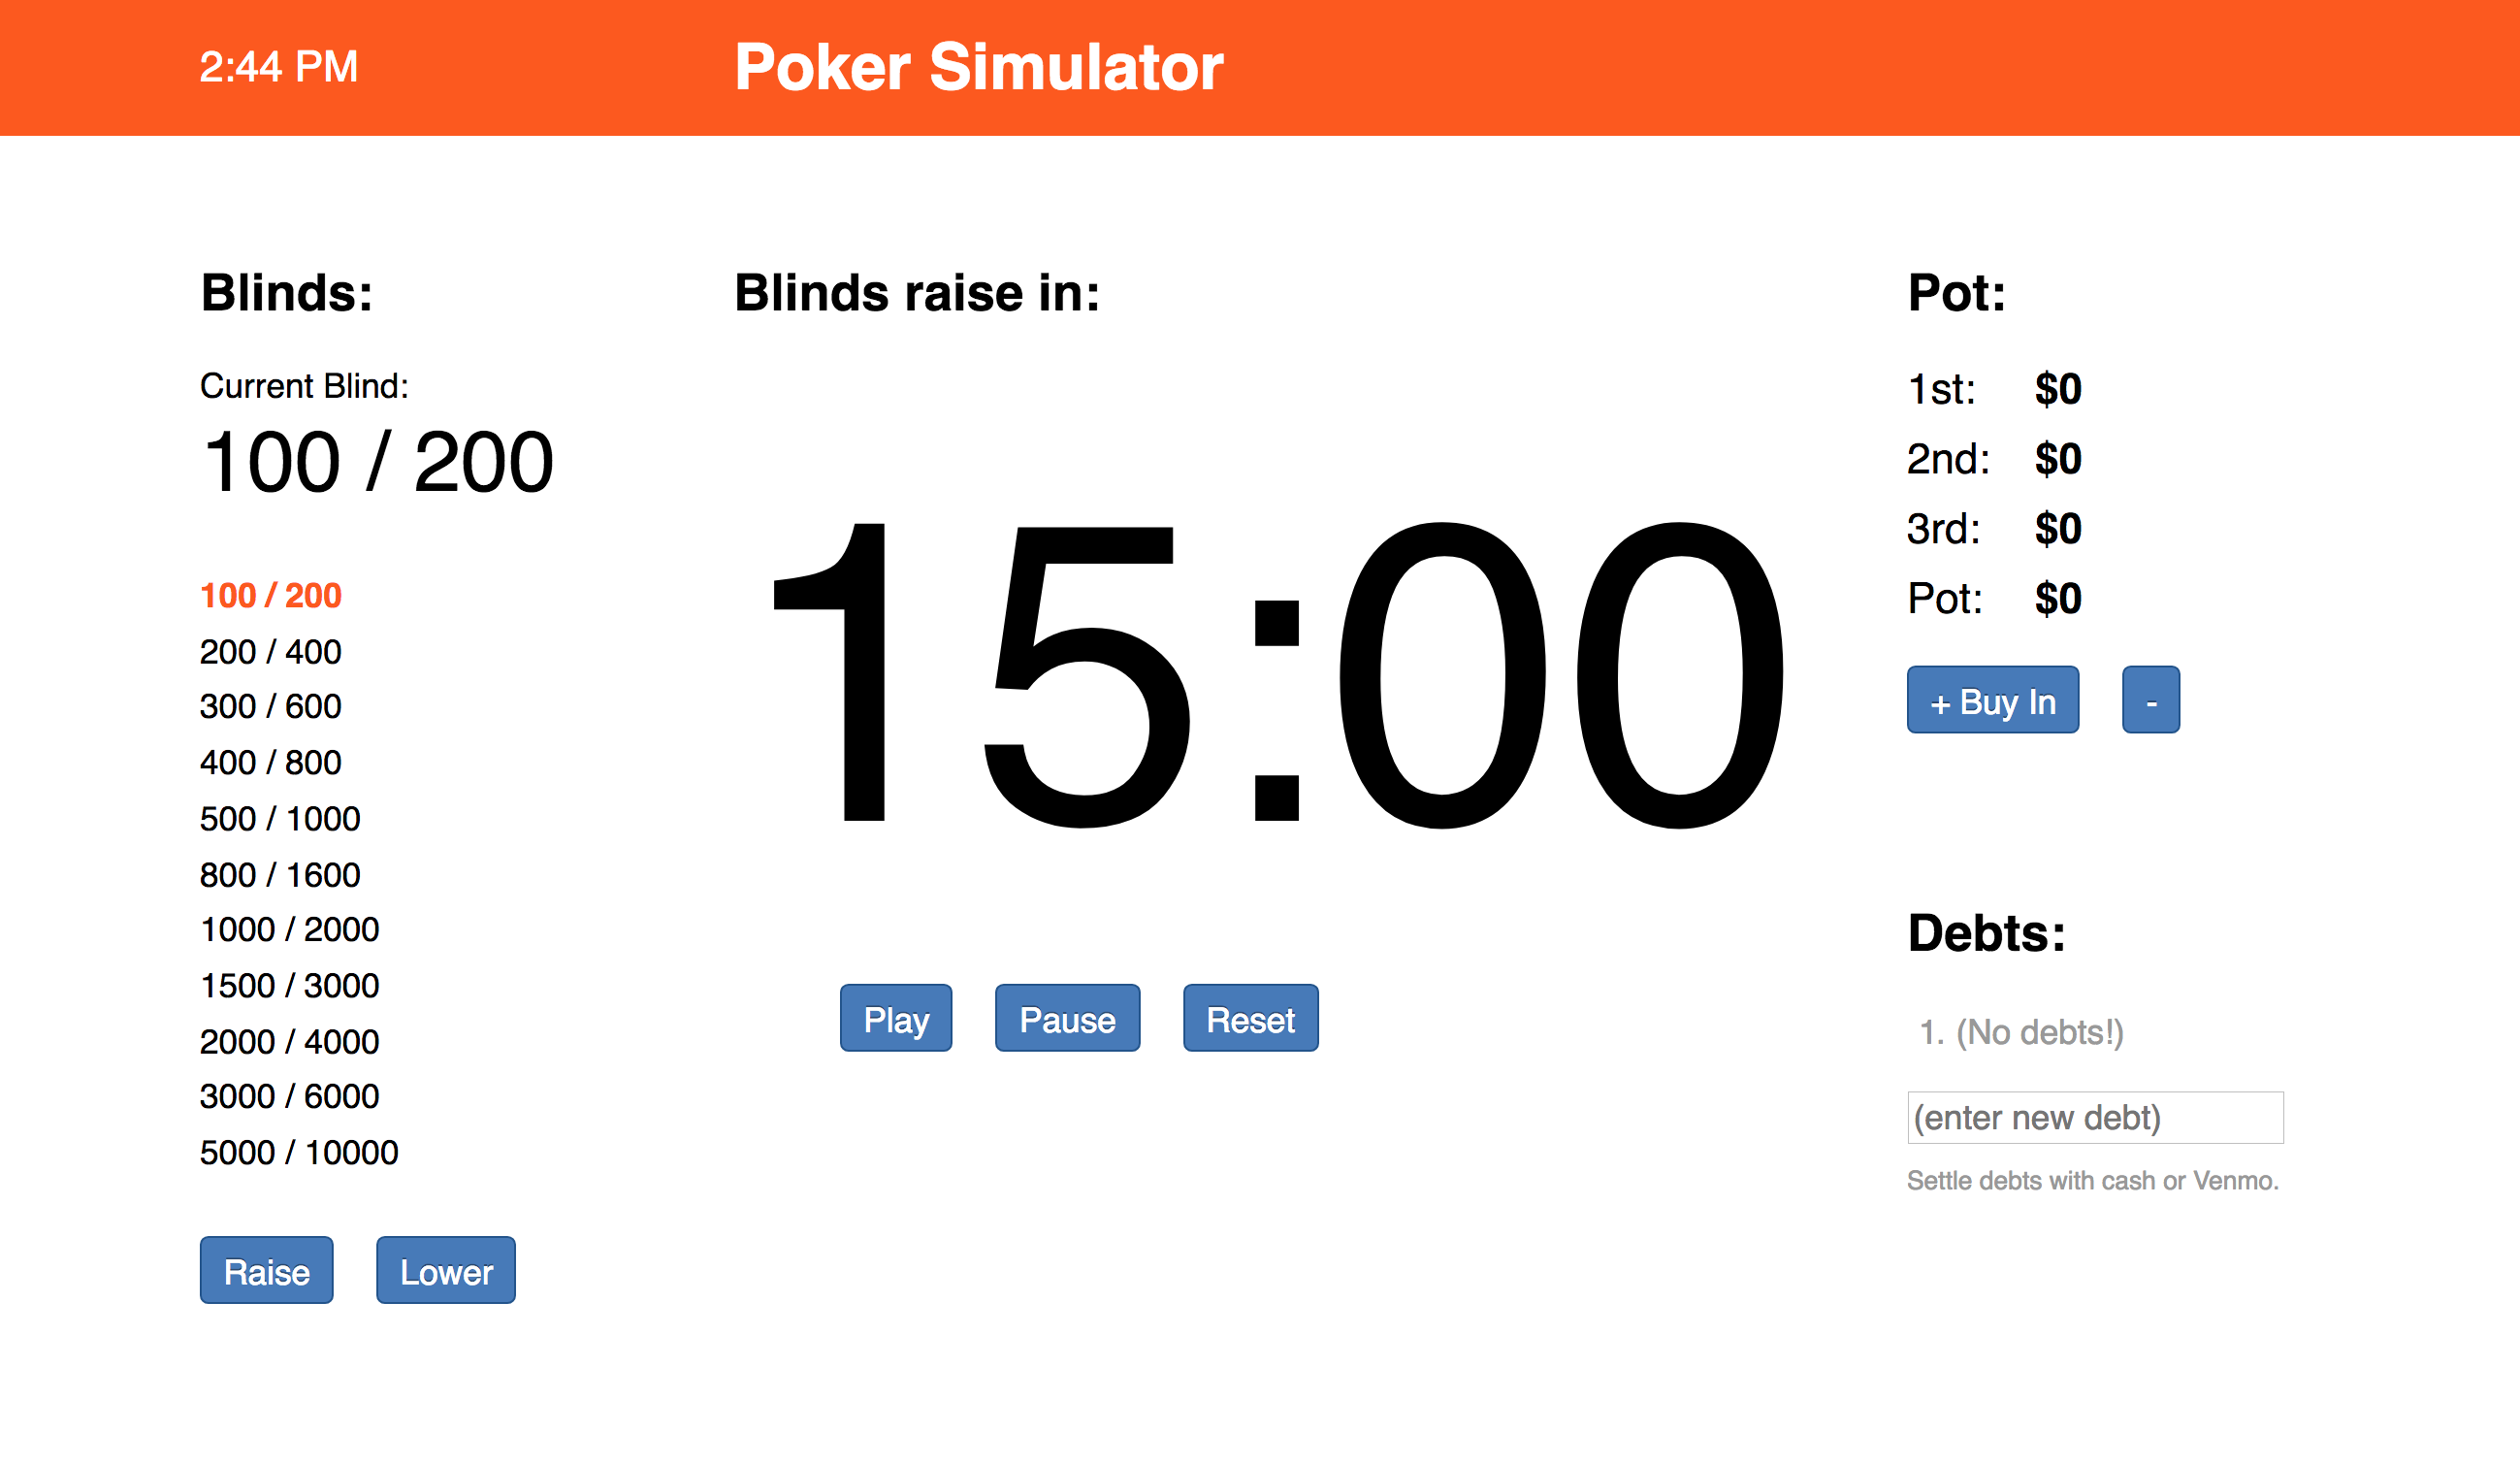 2:44 PM
Poker Simulator
Blinds:
Current Blind:
100 / 200
100 / 200
200 / 400
300 / 600
400 / 800
500 / 1000
800 / 1600
1000 / 2000
1500 / 3000
2000 / 4000
3000 / 6000
5000 / 10000
Raise Lower
Blinds raise in:
15:00
Play Pause Reset
Pot:
1st: $0
2nd: $0
3rd: $0
Pot: $0
+ Buy In -
Debts:
1. (No debts!)
(enter new debt)
Settle debts with cash or Venmo.